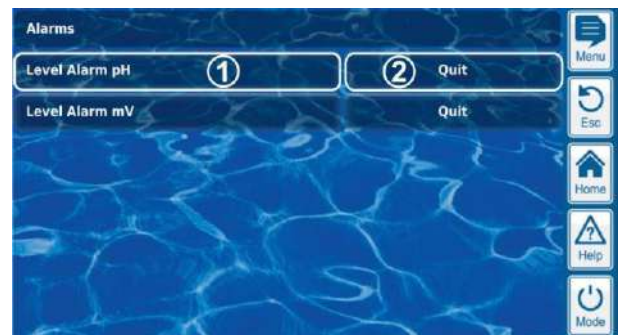 Alarms
Level Alarm pH ① ② Quit
Level Alarm mV Quit
Menu
Esc
Home
Help
Mode